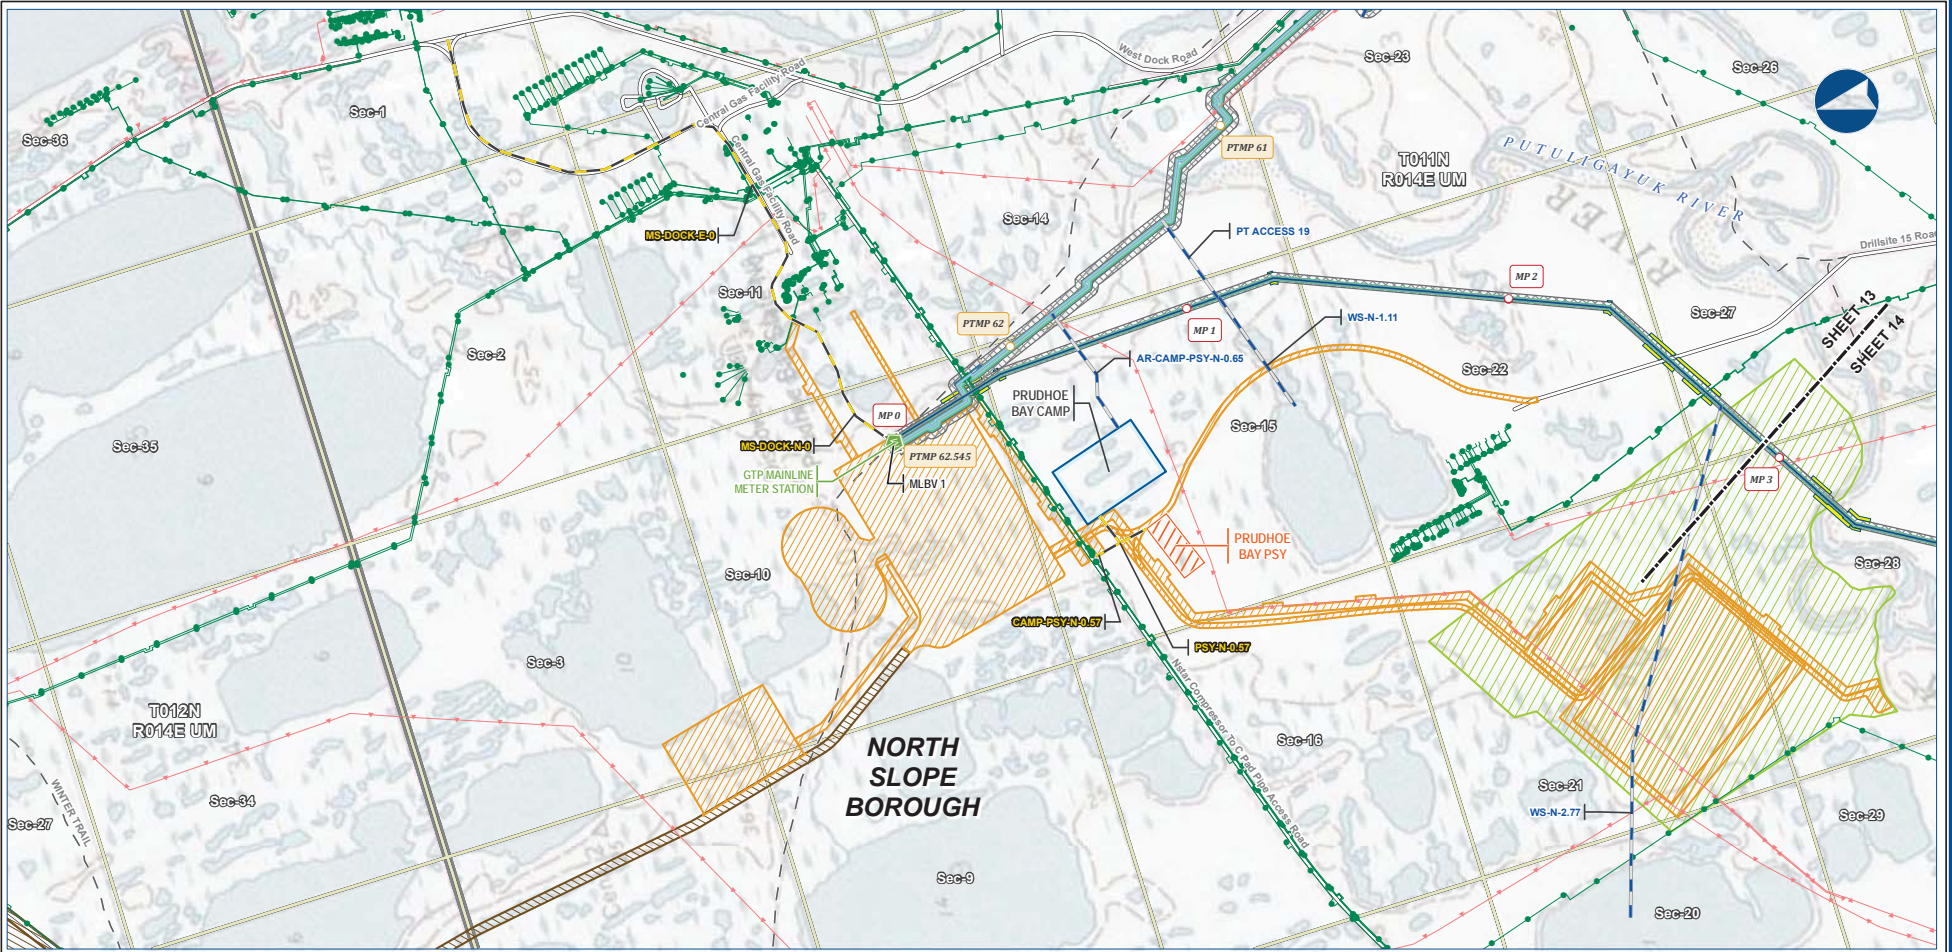 West Dock Road
Sec-23
Sec-26
Sec-1
Central Gas Facility Road
Sec-36
Central Gas Facility Road
PTMP 61
T011N
R014E UM
PUTULIGAYUK RIVER
RIVER
Sec-14
MS-DOCK-E-0
PT ACCESS 19
Drillsite 15 Road
MP 2
Sec-11
Sec-27
SHEET 13
SHEET 14
PTMP 62
MP 1
WS-N-1.11
Sec-2
AR-CAMP-PSY-N-0.65
Sec-22
PRUDHOE
BAY CAMP
MP 0
Sec-15
Sec-35
MS-DOCK-N-0
PTMP 62.545
GTP MAINLINE
METER STATION
MLBV 1
MP 3
PRUDHOE
BAY PSY
Sec-28
Sec-10
CAMP-PSY-N-0.57
PSY-N-0.57
Sec-3
Nstar Compressor To C Pad Pipe Access Road
T012N
R014E UM
NORTH
SLOPE
BOROUGH
Sec-16
Sec-21
WS-N-2.77
WINTER TRAIL
Sec-34
Sec-27
Sec-29
Sec-9
Sec-20